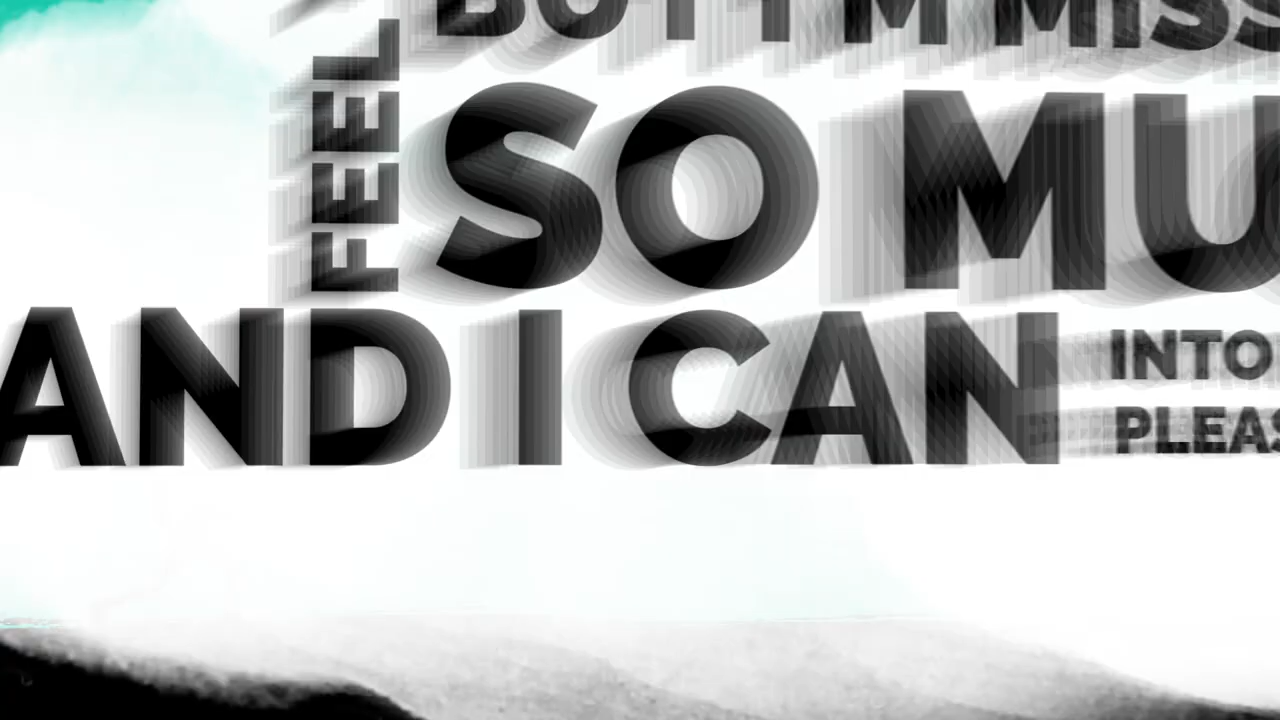 FEEL
BUT I'M MISS
SO MU
AND I CAN
INTO
PLEAS